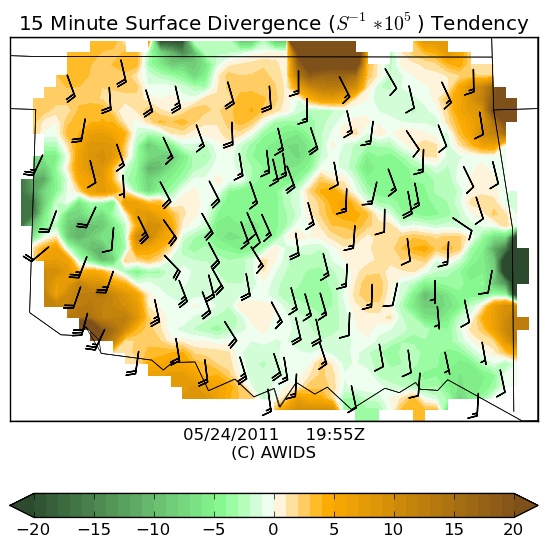 15 Minute Surface Divergence (S⁻¹ *10⁵ ) Tendency
05/24/2011 19:55Z
(C) AWIDS
−20 −15 −10 −5 0 5 10 15 20